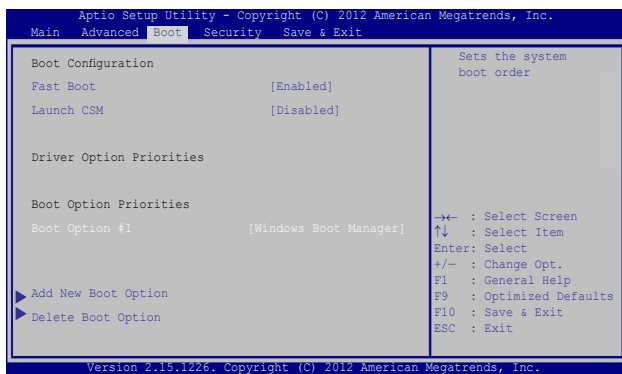 Aptio Setup Utility - Copyright (C) 2012 American Megatrends, Inc.
Main Advanced Boot Security Save & Exit
Boot Configuration
Fast Boot [Enabled]
Launch CSM [Disabled]
Driver Option Priorities
Boot Option Priorities
Boot Option #1 [Windows Boot Manager]
Add New Boot Option
Delete Boot Option
Sets the system
boot order
→← : Select Screen
↑↓ : Select Item
Enter: Select
+/— : Change Opt.
F1 : General Help
F9 : Optimized Defaults
F10 : Save & Exit
ESC : Exit
Version 2.15.1226. Copyright (C) 2012 American Megatrends, Inc.